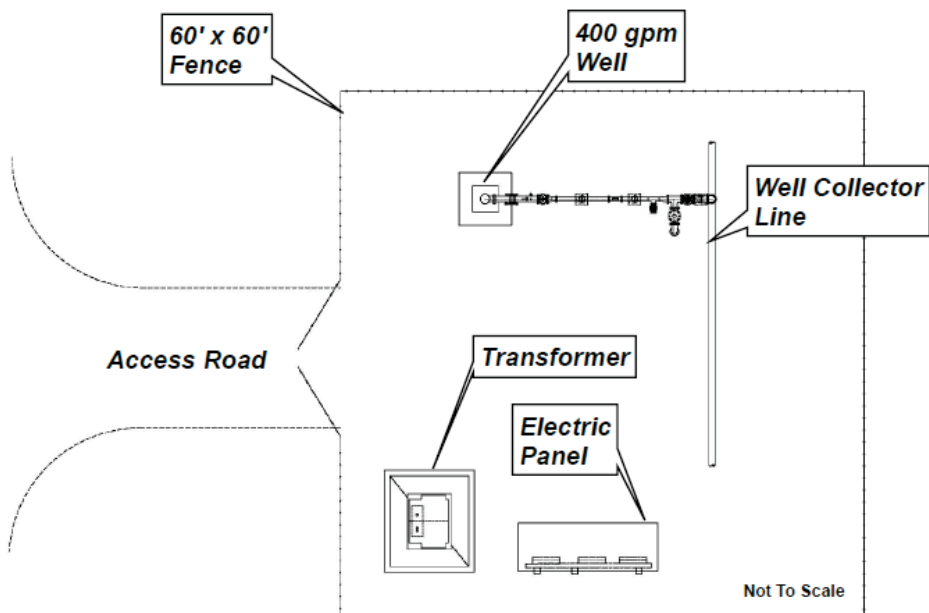 60' x 60'
Fence
400 gpm
Well
Well Collector
Line
Access Road
Transformer
Electric
Panel
Not To Scale